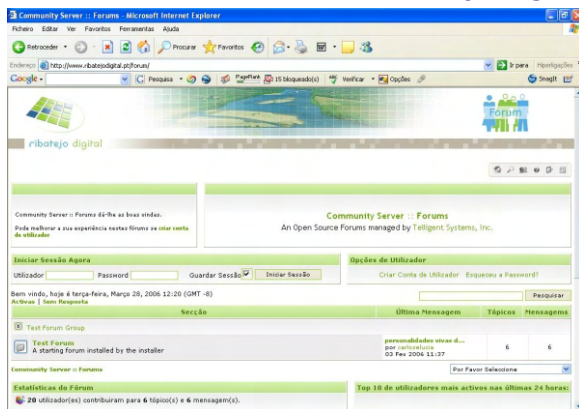 Community Server :: Forums - Microsoft Internet Explorer
Ficheiro Editar Ver Favoritos Ferramentas Ajuda
Retroceder Procurar Favoritos
Endereço http://www.ribatejodigital.pt/forum/ Ir para Hiperligações
Google Pesquisa PageRank 15 bloqueado(s) Verificar Opções SnagIt
Forum
ribatejo digital
Community Server :: Forums dá-lhe as boas vindas.
Pode melhorar a sua experiência nestes fóruns se criar conta
de utilizador
Community Server :: Forums
An Open Source Forums managed by Telligent Systems, Inc.
Iniciar Sessão Agora
Utilizador Password Guardar Sessão Iniciar Sessão
Opções de Utilizador
Criar Conta de Utilizador Esqueceu a Password?
Bem vindo, hoje é terça-feira, Março 28, 2006 12:20 (GMT -8)
Activas | Sem Resposta
Pesquisar
Secção Última Mensagem Tópicos Mensagens
Test Forum Group
Test Forum
A starting forum installed by the installer
personalidades vivas d...
por carloselucia
03 Fev 2006 11:37
6 6
Community Server :: Forums
Por Favor Seleccione
Estatísticas do Fórum
20 utilizador(es) contribuiram para 6 tópico(s) e 6 mensagem(s).
Top 10 de utilizadores mais activos nas últimas 24 horas: